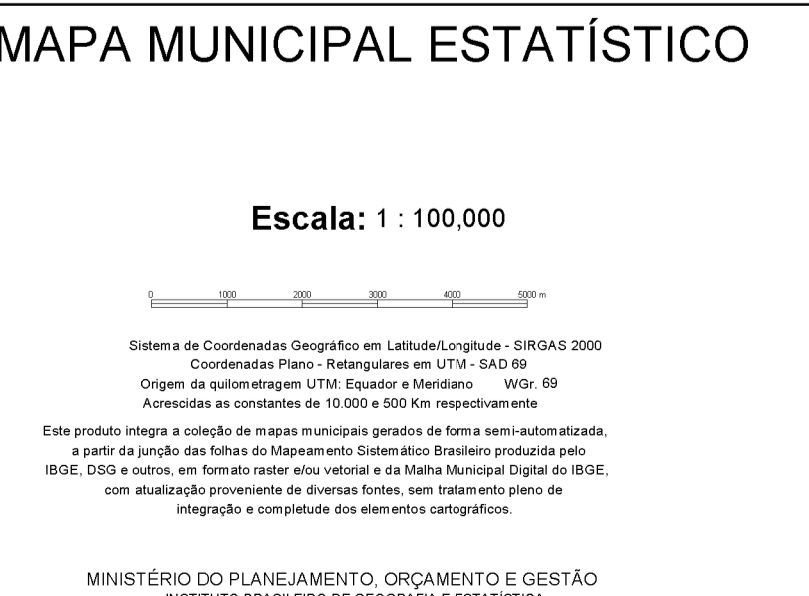 MAPA MUNICIPAL ESTATÍSTICO
Escala: 1 : 100,000
0 1000 2000 3000 4000 5000 m
Sistema de Coordenadas Geográfico em Latitude/Longitude - SIRGAS 2000
Coordenadas Plano - Retangulares em UTM - SAD 69
Origem da quilometragem UTM: Equador e Meridiano WGr. 69
Acrescidas as constantes de 10.000 e 500 Km respectivamente
Este produto integra a coleção de mapas municipais gerados de forma semi-automatizada,
a partir da junção das folhas do Mapeamento Sistemático Brasileiro produzida pelo
IBGE, DSG e outros, em formato raster e/ou vetorial e da Malha Municipal Digital do IBGE,
com atualização proveniente de diversas fontes, sem tratamento pleno de
integração e completude dos elementos cartográficos.
MINISTÉRIO DO PLANEJAMENTO, ORÇAMENTO E GESTÃO
INSTITUTO BRASILEIRO DE GEOGRAFIA E ESTATÍSTICA